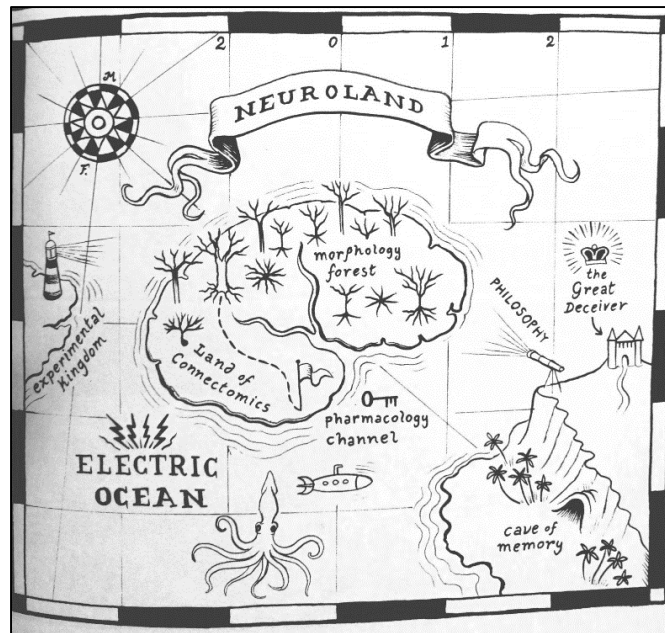 2 0 1 2
M
F.
NEUROLAND
morphology
forest
PHILOSOPHY
the
Great
Deceiver
experimental
Kingdom
Land of
Connectomics
pharmacology
channel
ELECTRIC
OCEAN
cave of
memory